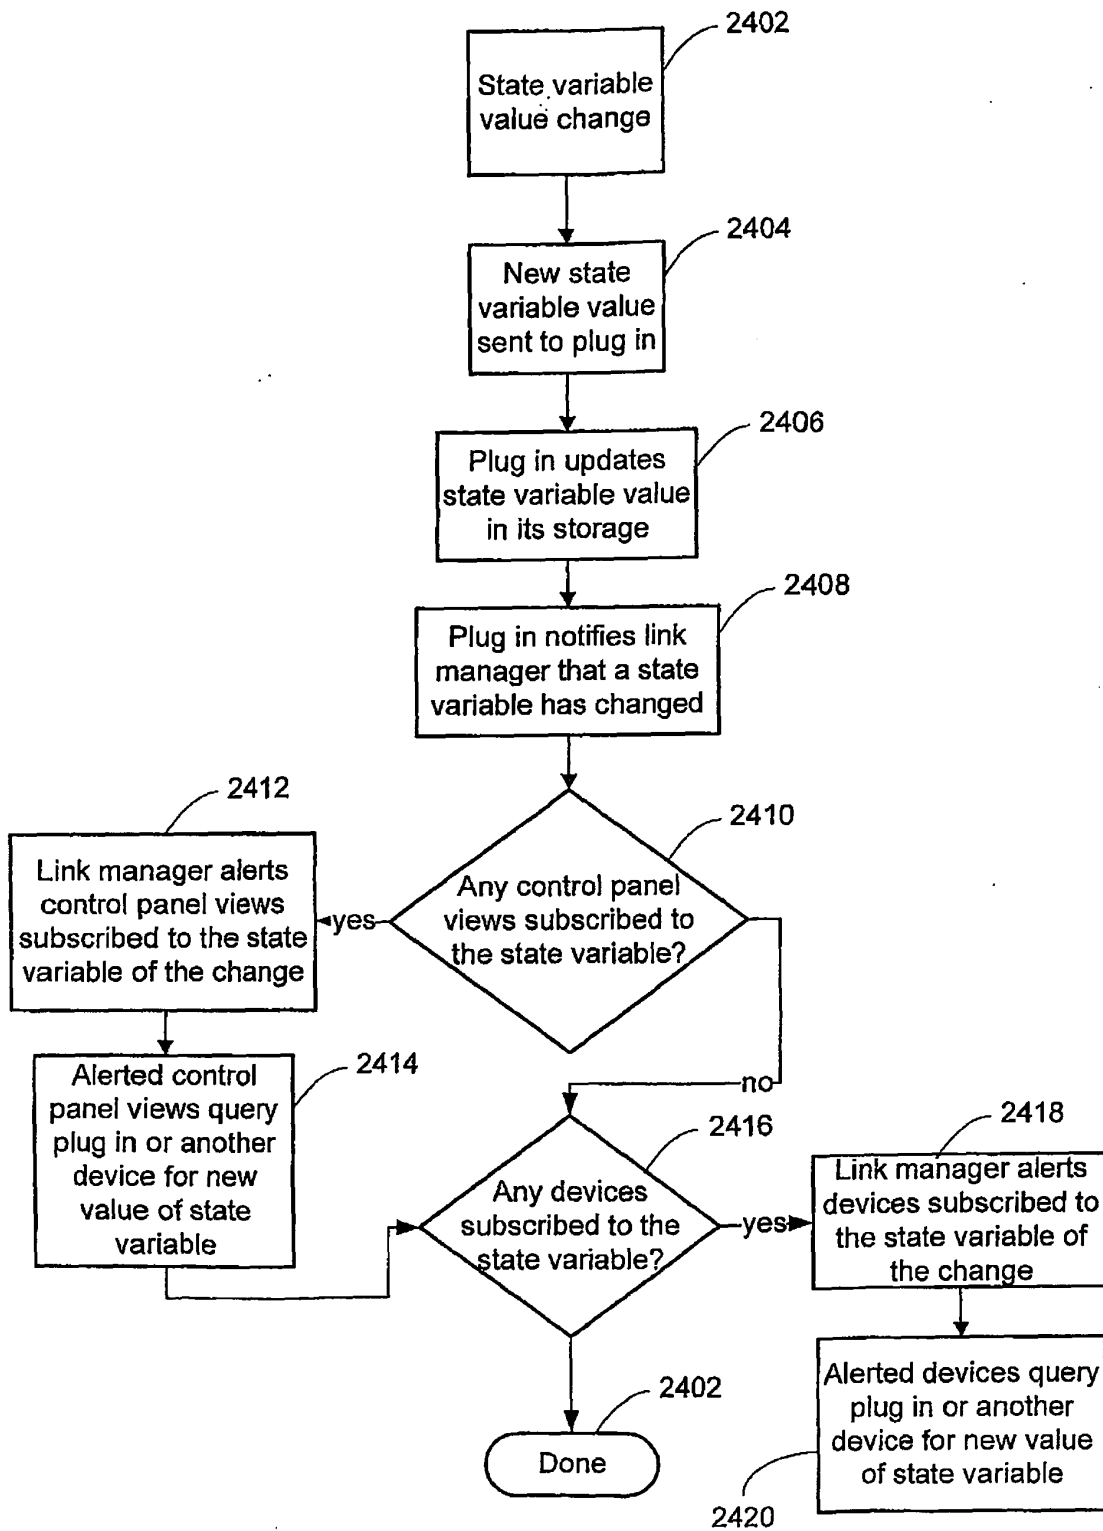 2402
State variable
value change
2404
New state
variable value
sent to plug in
2406
Plug in updates
state variable value
in its storage
2408
Plug in notifies link
manager that a state
variable has changed
2412
2410
Link manager alerts
control panel views
subscribed to the state
variable of the change
yes
Any control panel
views subscribed to
the state variable?
no
2414
Alerted control
panel views query
plug in or another
device for new
value of state
variable
2416
Any devices
subscribed to the
state variable?
yes
2418
Link manager alerts
devices subscribed to
the state variable of
the change
2402
Done
Alerted devices query
plug in or another
device for new value
of state variable
2420